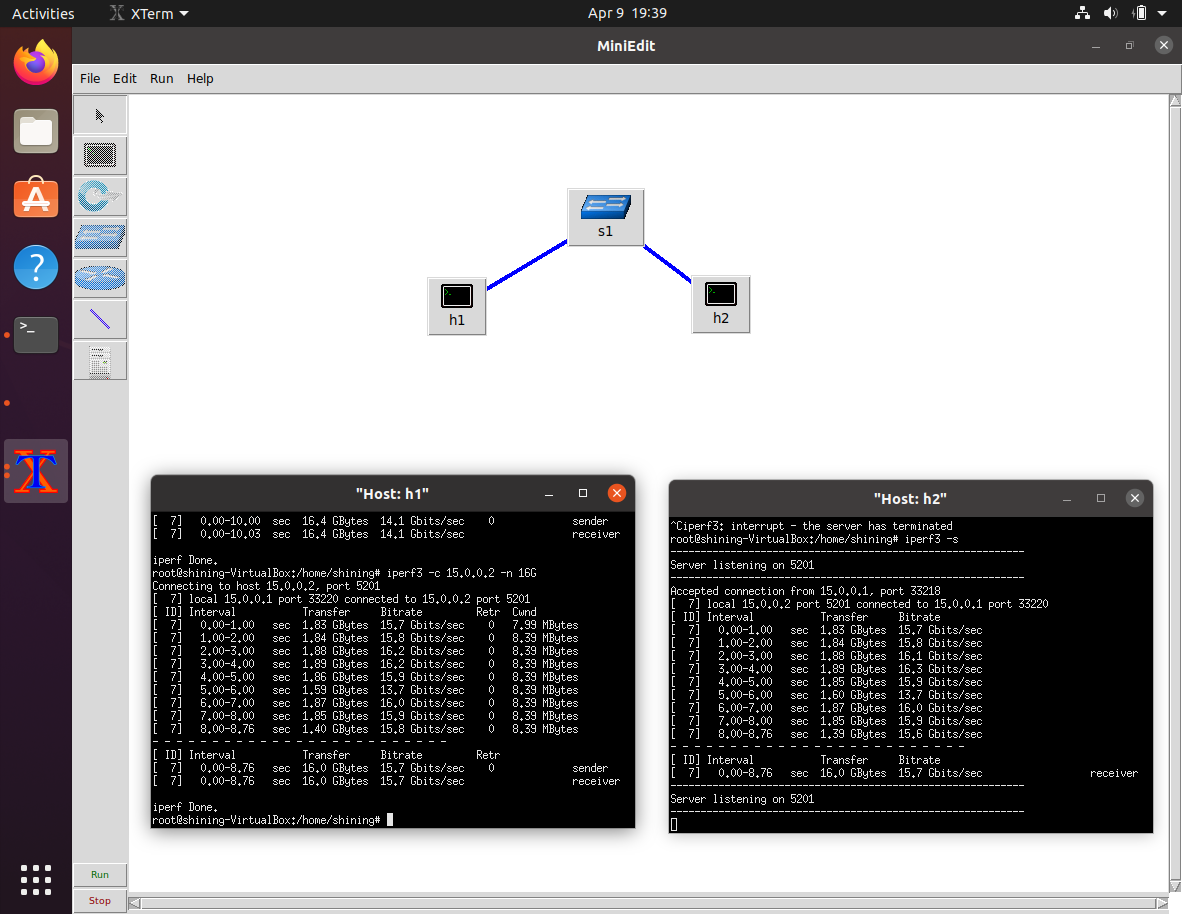 Activities
XTerm
Apr 9 19:39
MiniEdit
File Edit Run Help
s1
h1
h2
"Host: h1"
[  7]   0.00-10.00  sec  16.4 GBytes  14.1 Gbits/sec    0             sender
[  7]   0.00-10.03  sec  16.4 GBytes  14.1 Gbits/sec                  receiver
iperf Done.
root@shining-VirtualBox:/home/shining# iperf3 -c 15.0.0.2 -n 16G
Connecting to host 15.0.0.2, port 5201
[  7] local 15.0.0.1 port 33220 connected to 15.0.0.2 port 5201
[ ID] Interval           Transfer     Bitrate         Retr  Cwnd
[  7]   0.00-1.00   sec  1.83 GBytes  15.7 Gbits/sec    0   7.99 MBytes
[  7]   1.00-2.00   sec  1.84 GBytes  15.8 Gbits/sec    0   8.39 MBytes
[  7]   2.00-3.00   sec  1.88 GBytes  16.2 Gbits/sec    0   8.39 MBytes
[  7]   3.00-4.00   sec  1.89 GBytes  16.2 Gbits/sec    0   8.39 MBytes
[  7]   4.00-5.00   sec  1.86 GBytes  15.9 Gbits/sec    0   8.39 MBytes
[  7]   5.00-6.00   sec  1.59 GBytes  13.7 Gbits/sec    0   8.39 MBytes
[  7]   6.00-7.00   sec  1.87 GBytes  16.0 Gbits/sec    0   8.39 MBytes
[  7]   7.00-8.00   sec  1.85 GBytes  15.9 Gbits/sec    0   8.39 MBytes
[  7]   8.00-8.76   sec  1.40 GBytes  15.8 Gbits/sec    0   8.39 MBytes
- - - - - - - - - - - - - - - - - - - - - - - - -
[ ID] Interval           Transfer     Bitrate         Retr
[  7]   0.00-8.76   sec  16.0 GBytes  15.7 Gbits/sec    0             sender
[  7]   0.00-8.76   sec  16.0 GBytes  15.7 Gbits/sec                  receiver
iperf Done.
root@shining-VirtualBox:/home/shining#
"Host: h2"
^Ciperf3: interrupt - the server has terminated
root@shining-VirtualBox:/home/shining# iperf3 -s
-----------------------------------------------------------
Server listening on 5201
-----------------------------------------------------------
Accepted connection from 15.0.0.1, port 33218
[  7] local 15.0.0.2 port 5201 connected to 15.0.0.1 port 33220
[ ID] Interval           Transfer     Bitrate
[  7]   0.00-1.00   sec  1.83 GBytes  15.7 Gbits/sec
[  7]   1.00-2.00   sec  1.84 GBytes  15.8 Gbits/sec
[  7]   2.00-3.00   sec  1.88 GBytes  16.1 Gbits/sec
[  7]   3.00-4.00   sec  1.89 GBytes  16.3 Gbits/sec
[  7]   4.00-5.00   sec  1.85 GBytes  15.9 Gbits/sec
[  7]   5.00-6.00   sec  1.60 GBytes  13.7 Gbits/sec
[  7]   6.00-7.00   sec  1.87 GBytes  16.0 Gbits/sec
[  7]   7.00-8.00   sec  1.85 GBytes  15.9 Gbits/sec
[  7]   8.00-8.76   sec  1.39 GBytes  15.6 Gbits/sec
- - - - - - - - - - - - - - - - - - - - - - - - -
[ ID] Interval           Transfer     Bitrate
[  7]   0.00-8.76   sec  16.0 GBytes  15.7 Gbits/sec                  receiver
-----------------------------------------------------------
Server listening on 5201
-----------------------------------------------------------
Run
Stop